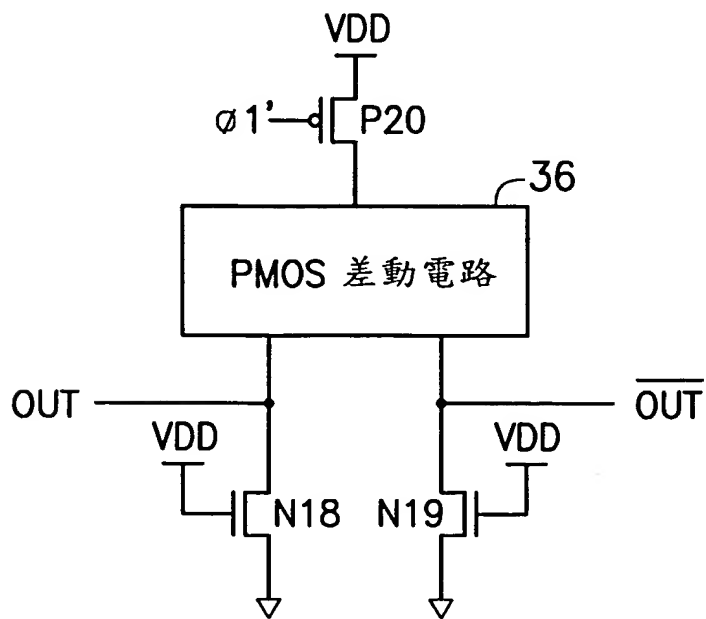 VDD
ø1' P20
36
PMOS 差動電路
OUT OUT
VDD VDD
N18 N19